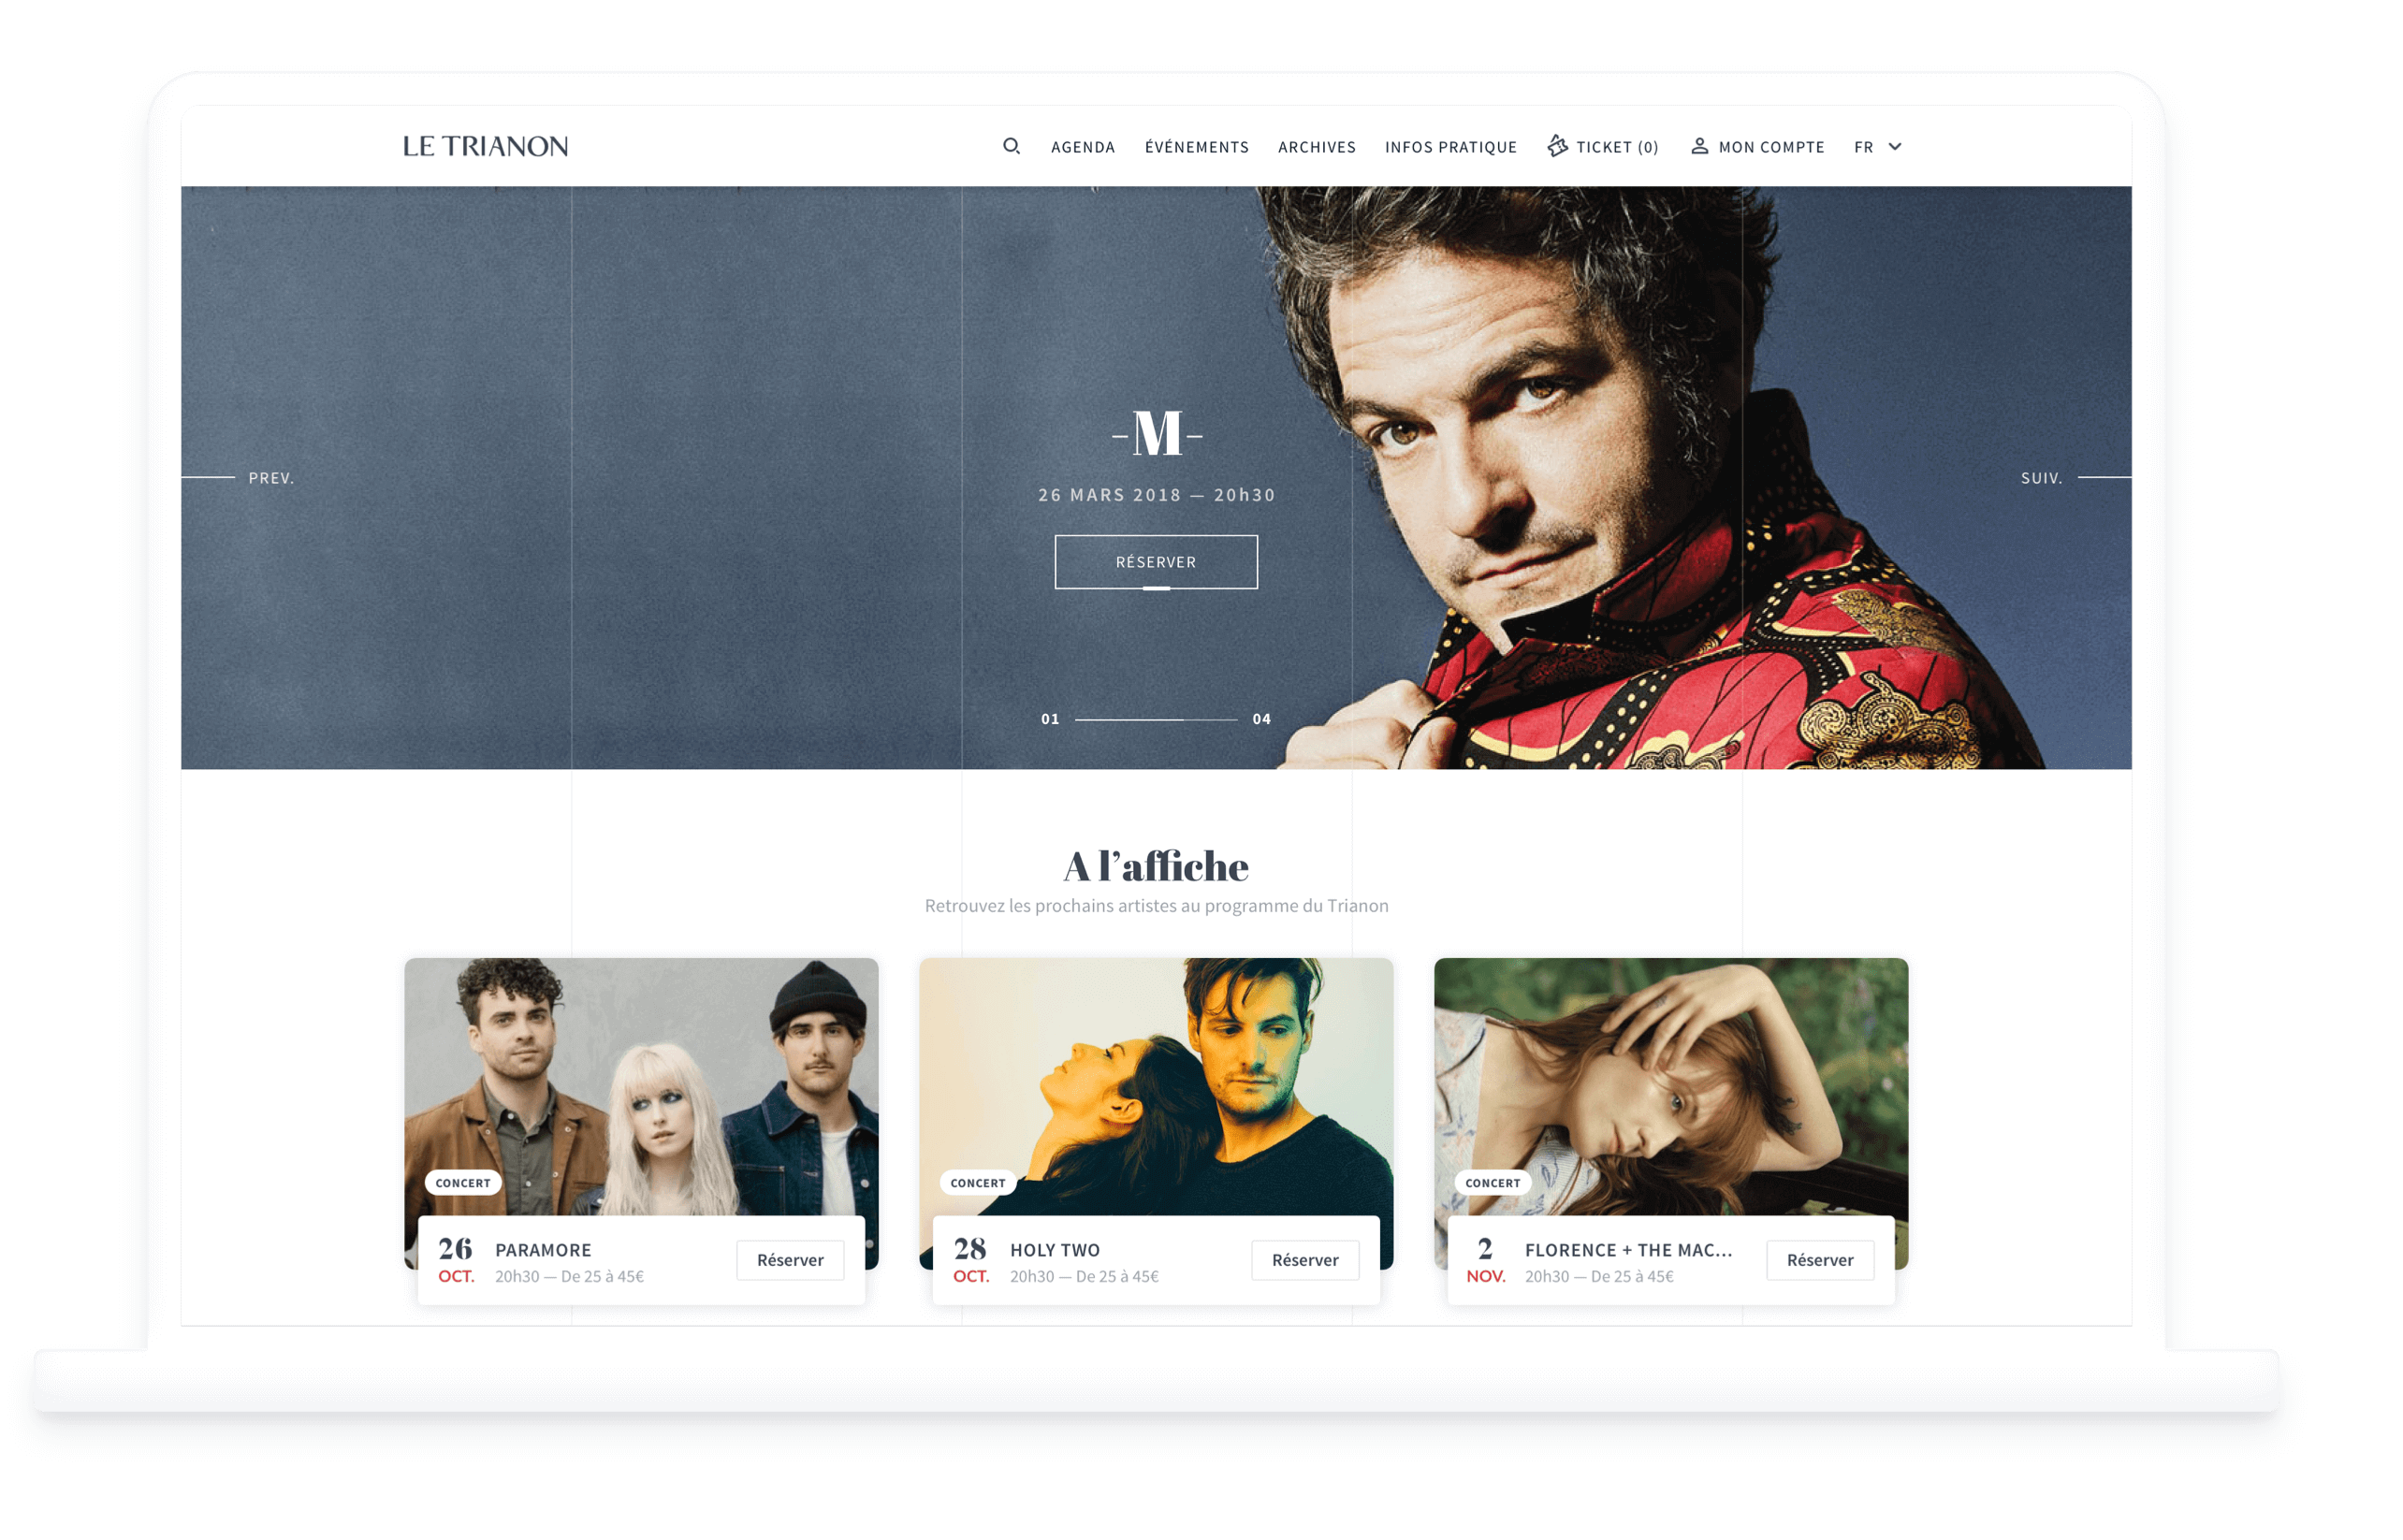 LE TRIANON
AGENDA ÉVÉNEMENTS ARCHIVES INFOS PRATIQUE TICKET (0) MON COMPTE FR
-M-
PREV.
SUIV.
26 MARS 2018 — 20h30
RÉSERVER
01 04
A l’affiche
Retrouvez les prochains artistes au programme du Trianon
CONCERT
26 PARAMORE
OCT. 20h30 — De 25 à 45€
Réserver
CONCERT
28 HOLY TWO
OCT. 20h30 — De 25 à 45€
Réserver
CONCERT
2 FLORENCE + THE MAC...
NOV. 20h30 — De 25 à 45€
Réserver